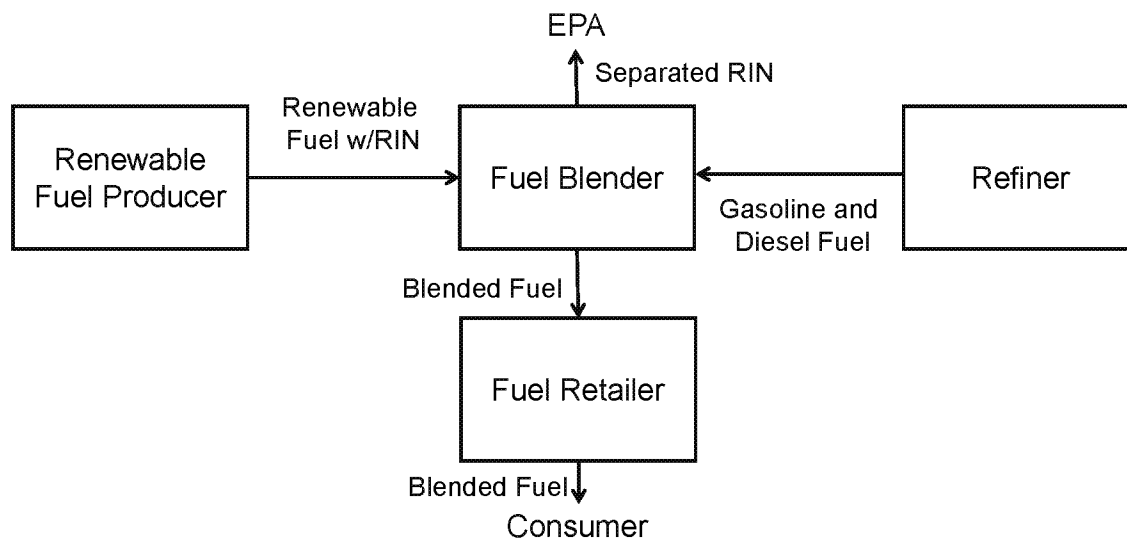 EPA
Separated RIN
Renewable
Fuel w/RIN
Renewable
Fuel Producer
Fuel Blender
Refiner
Gasoline and
Diesel Fuel
Blended Fuel
Fuel Retailer
Blended Fuel
Consumer